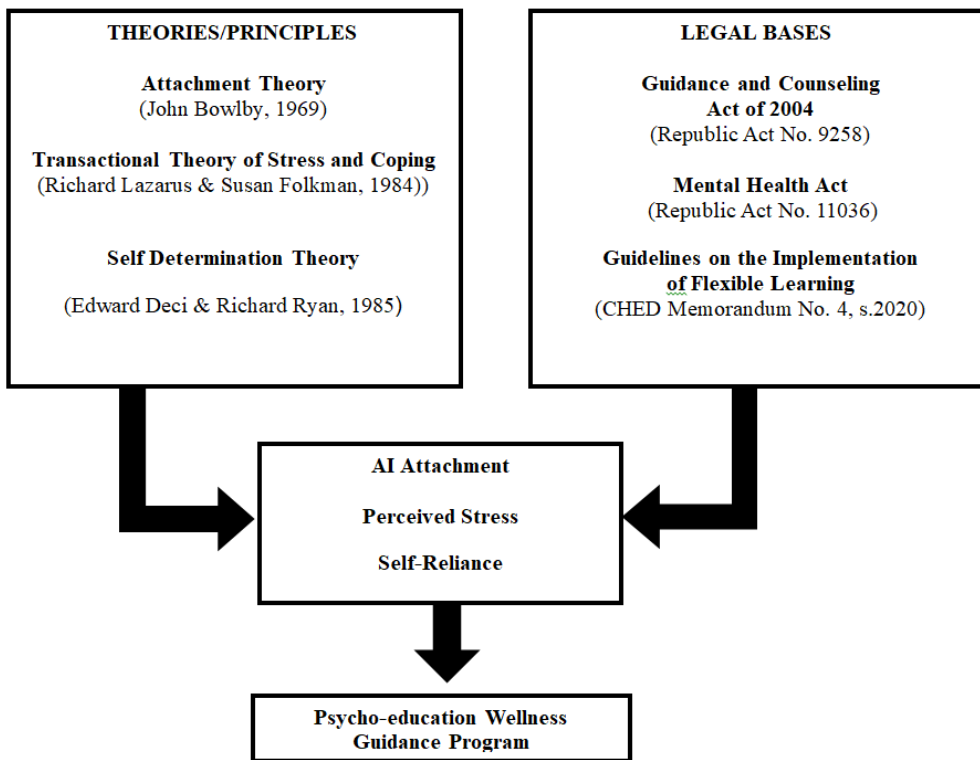 THEORIES/PRINCIPLES
Attachment Theory
(John Bowlby, 1969)
Transactional Theory of Stress and Coping
(Richard Lazarus & Susan Folkman, 1984))
Self Determination Theory
(Edward Deci & Richard Ryan, 1985)
LEGAL BASES
Guidance and Counseling
Act of 2004
(Republic Act No. 9258)
Mental Health Act
(Republic Act No. 11036)
Guidelines on the Implementation
of Flexible Learning
(CHED Memorandum No. 4, s.2020)
AI Attachment
Perceived Stress
Self-Reliance
Psycho-education Wellness
Guidance Program